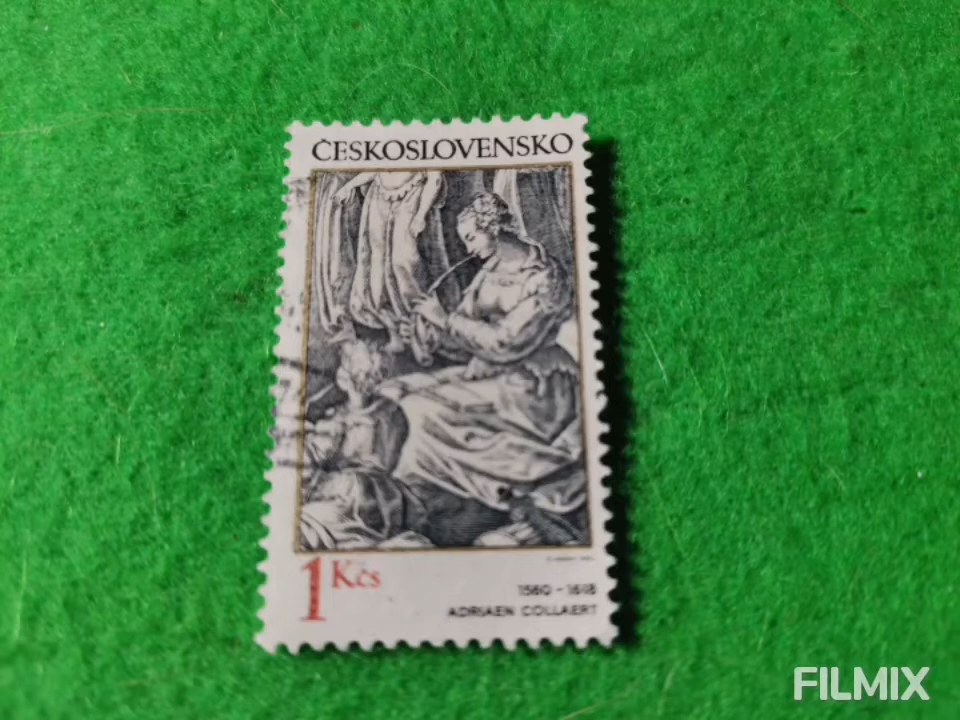 ČESKOSLOVENSKO
1 Kčs
1560-1618
ADRIAEN COLLAERT
FILMIX